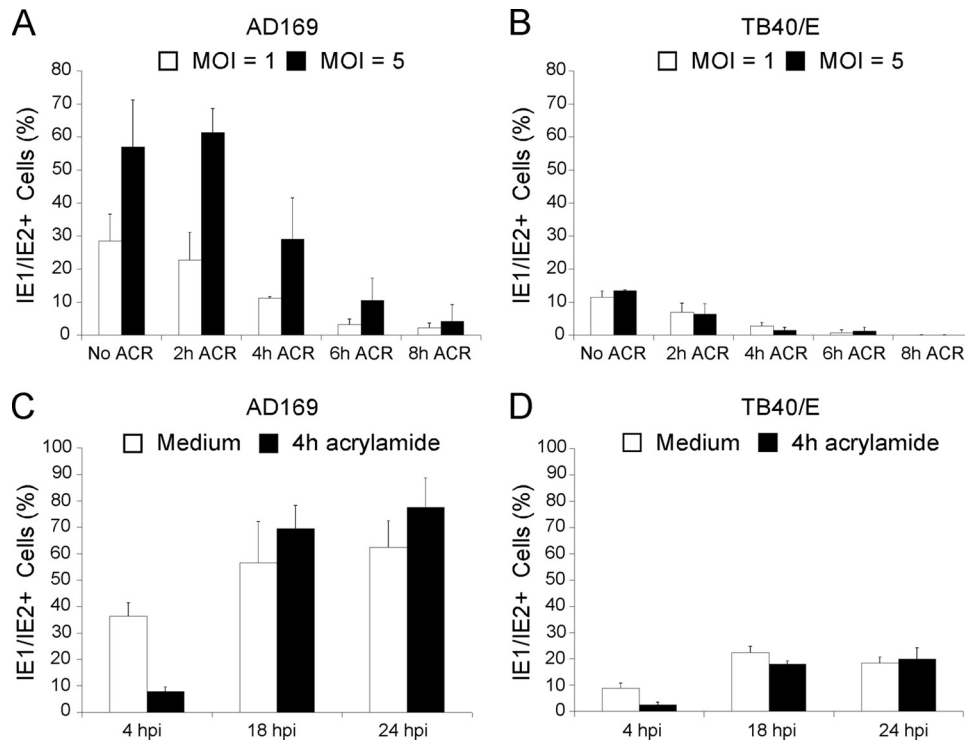 A
AD169
MOI = 1 MOI = 5
IE1/IE2+ Cells (%)
80
70
60
50
40
30
20
10
0
No ACR 2h ACR 4h ACR 6h ACR 8h ACR
B
TB40/E
MOI = 1 MOI = 5
IE1/IE2+ Cells (%)
80
70
60
50
40
30
20
10
0
No ACR 2h ACR 4h ACR 6h ACR 8h ACR
C
AD169
Medium 4h acrylamide
IE1/IE2+ Cells (%)
100
90
80
70
60
50
40
30
20
10
0
4 hpi 18 hpi 24 hpi
D
TB40/E
Medium 4h acrylamide
IE1/IE2+ Cells (%)
100
90
80
70
60
50
40
30
20
10
0
4 hpi 18 hpi 24 hpi